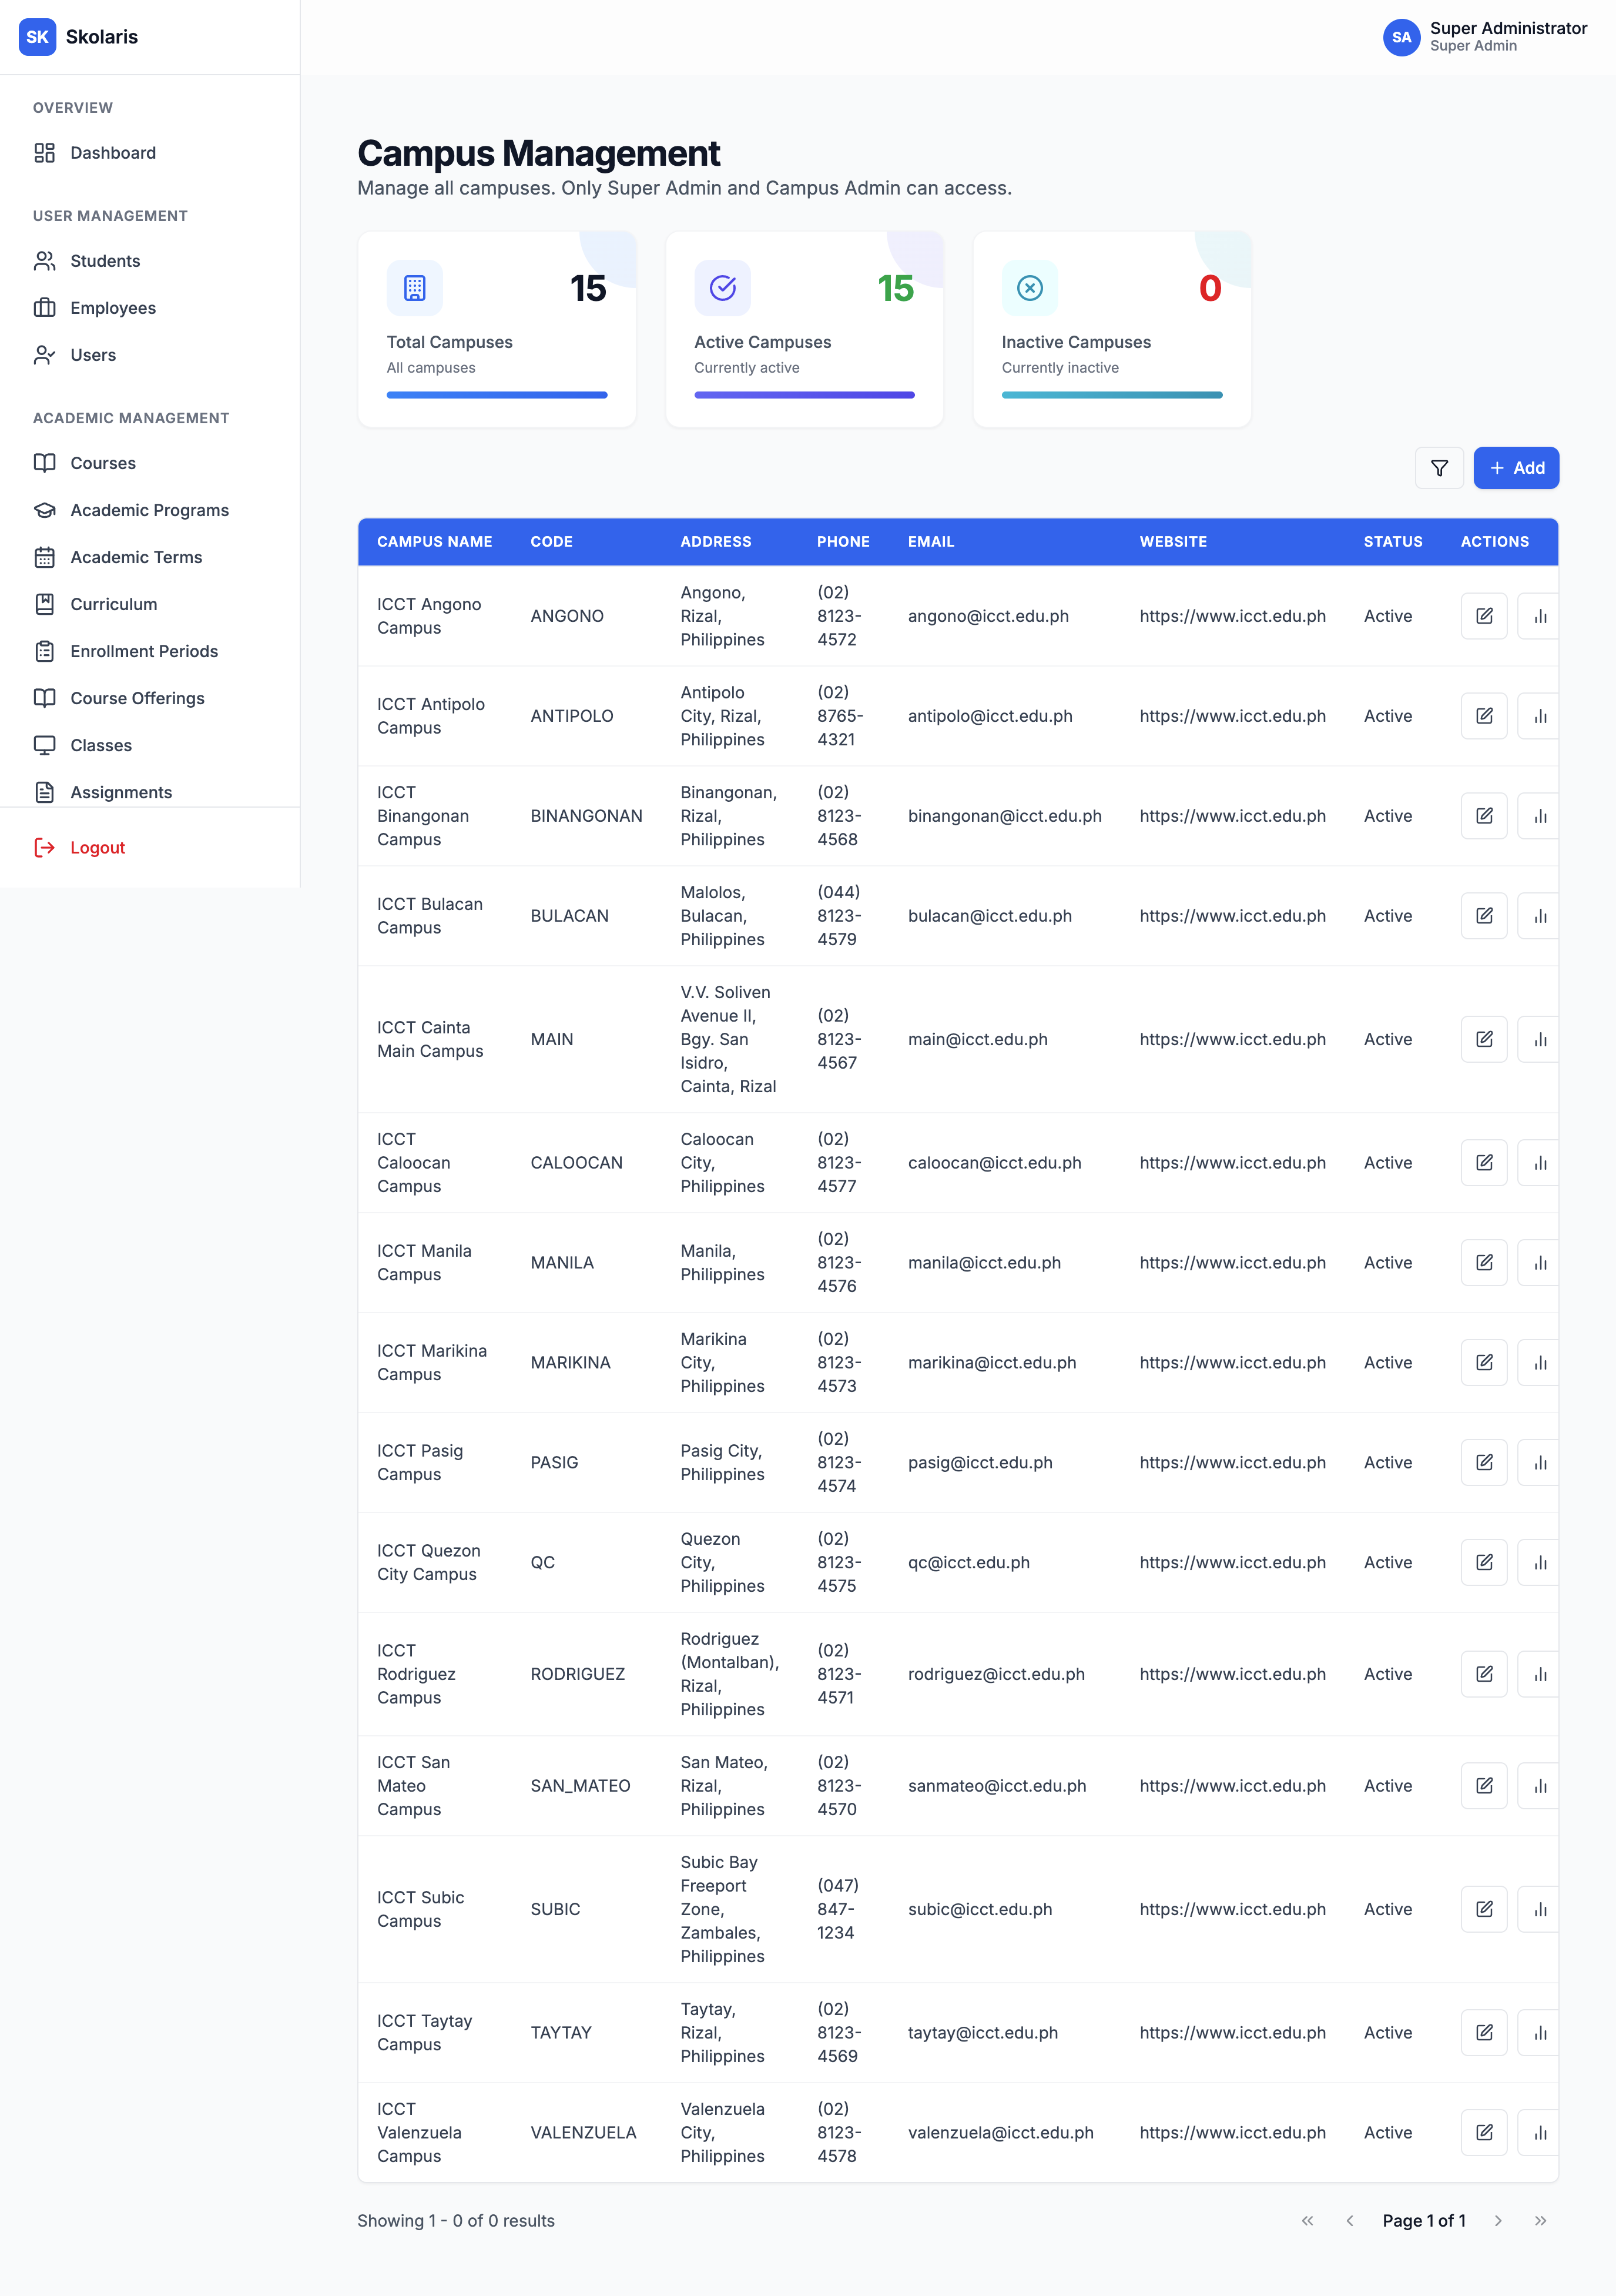 SK Skolaris
SA Super Administrator
Super Admin
OVERVIEW
Dashboard
USER MANAGEMENT
Students
Employees
Users
ACADEMIC MANAGEMENT
Courses
Academic Programs
Academic Terms
Curriculum
Enrollment Periods
Course Offerings
Classes
Assignments
Logout
Campus Management
Manage all campuses. Only Super Admin and Campus Admin can access.
15
Total Campuses
All campuses
15
Active Campuses
Currently active
0
Inactive Campuses
Currently inactive
Add
CAMPUS NAME CODE ADDRESS PHONE EMAIL WEBSITE STATUS ACTIONS
ICCT Angono
Campus
ANGONO
Angono,
Rizal,
Philippines
(02)
8123-
4572
angono@icct.edu.ph
https://www.icct.edu.ph
Active
ICCT Antipolo
Campus
ANTIPOLO
Antipolo
City, Rizal,
Philippines
(02)
8765-
4321
antipolo@icct.edu.ph
https://www.icct.edu.ph
Active
ICCT
Binangonan
Campus
BINANGONAN
Binangonan,
Rizal,
Philippines
(02)
8123-
4568
binangonan@icct.edu.ph
https://www.icct.edu.ph
Active
ICCT Bulacan
Campus
BULACAN
Malolos,
Bulacan,
Philippines
(044)
8123-
4579
bulacan@icct.edu.ph
https://www.icct.edu.ph
Active
ICCT Cainta
Main Campus
MAIN
V.V. Soliven
Avenue II,
Bgy. San
Isidro,
Cainta, Rizal
(02)
8123-
4567
main@icct.edu.ph
https://www.icct.edu.ph
Active
ICCT
Caloocan
Campus
CALOOCAN
Caloocan
City,
Philippines
(02)
8123-
4577
caloocan@icct.edu.ph
https://www.icct.edu.ph
Active
ICCT Manila
Campus
MANILA
Manila,
Philippines
(02)
8123-
4576
manila@icct.edu.ph
https://www.icct.edu.ph
Active
ICCT Marikina
Campus
MARIKINA
Marikina
City,
Philippines
(02)
8123-
4573
marikina@icct.edu.ph
https://www.icct.edu.ph
Active
ICCT Pasig
Campus
PASIG
Pasig City,
Philippines
(02)
8123-
4574
pasig@icct.edu.ph
https://www.icct.edu.ph
Active
ICCT Quezon
City Campus
QC
Quezon
City,
Philippines
(02)
8123-
4575
qc@icct.edu.ph
https://www.icct.edu.ph
Active
ICCT
Rodriguez
Campus
RODRIGUEZ
Rodriguez
(Montalban),
Rizal,
Philippines
(02)
8123-
4571
rodriguez@icct.edu.ph
https://www.icct.edu.ph
Active
ICCT San
Mateo
Campus
SAN_MATEO
San Mateo,
Rizal,
Philippines
(02)
8123-
4570
sanmateo@icct.edu.ph
https://www.icct.edu.ph
Active
ICCT Subic
Campus
SUBIC
Subic Bay
Freeport
Zone,
Zambales,
Philippines
(047)
847-
1234
subic@icct.edu.ph
https://www.icct.edu.ph
Active
ICCT Taytay
Campus
TAYTAY
Taytay,
Rizal,
Philippines
(02)
8123-
4569
taytay@icct.edu.ph
https://www.icct.edu.ph
Active
ICCT
Valenzuela
Campus
VALENZUELA
Valenzuela
City,
Philippines
(02)
8123-
4578
valenzuela@icct.edu.ph
https://www.icct.edu.ph
Active
Showing 1 - 0 of 0 results
Page 1 of 1